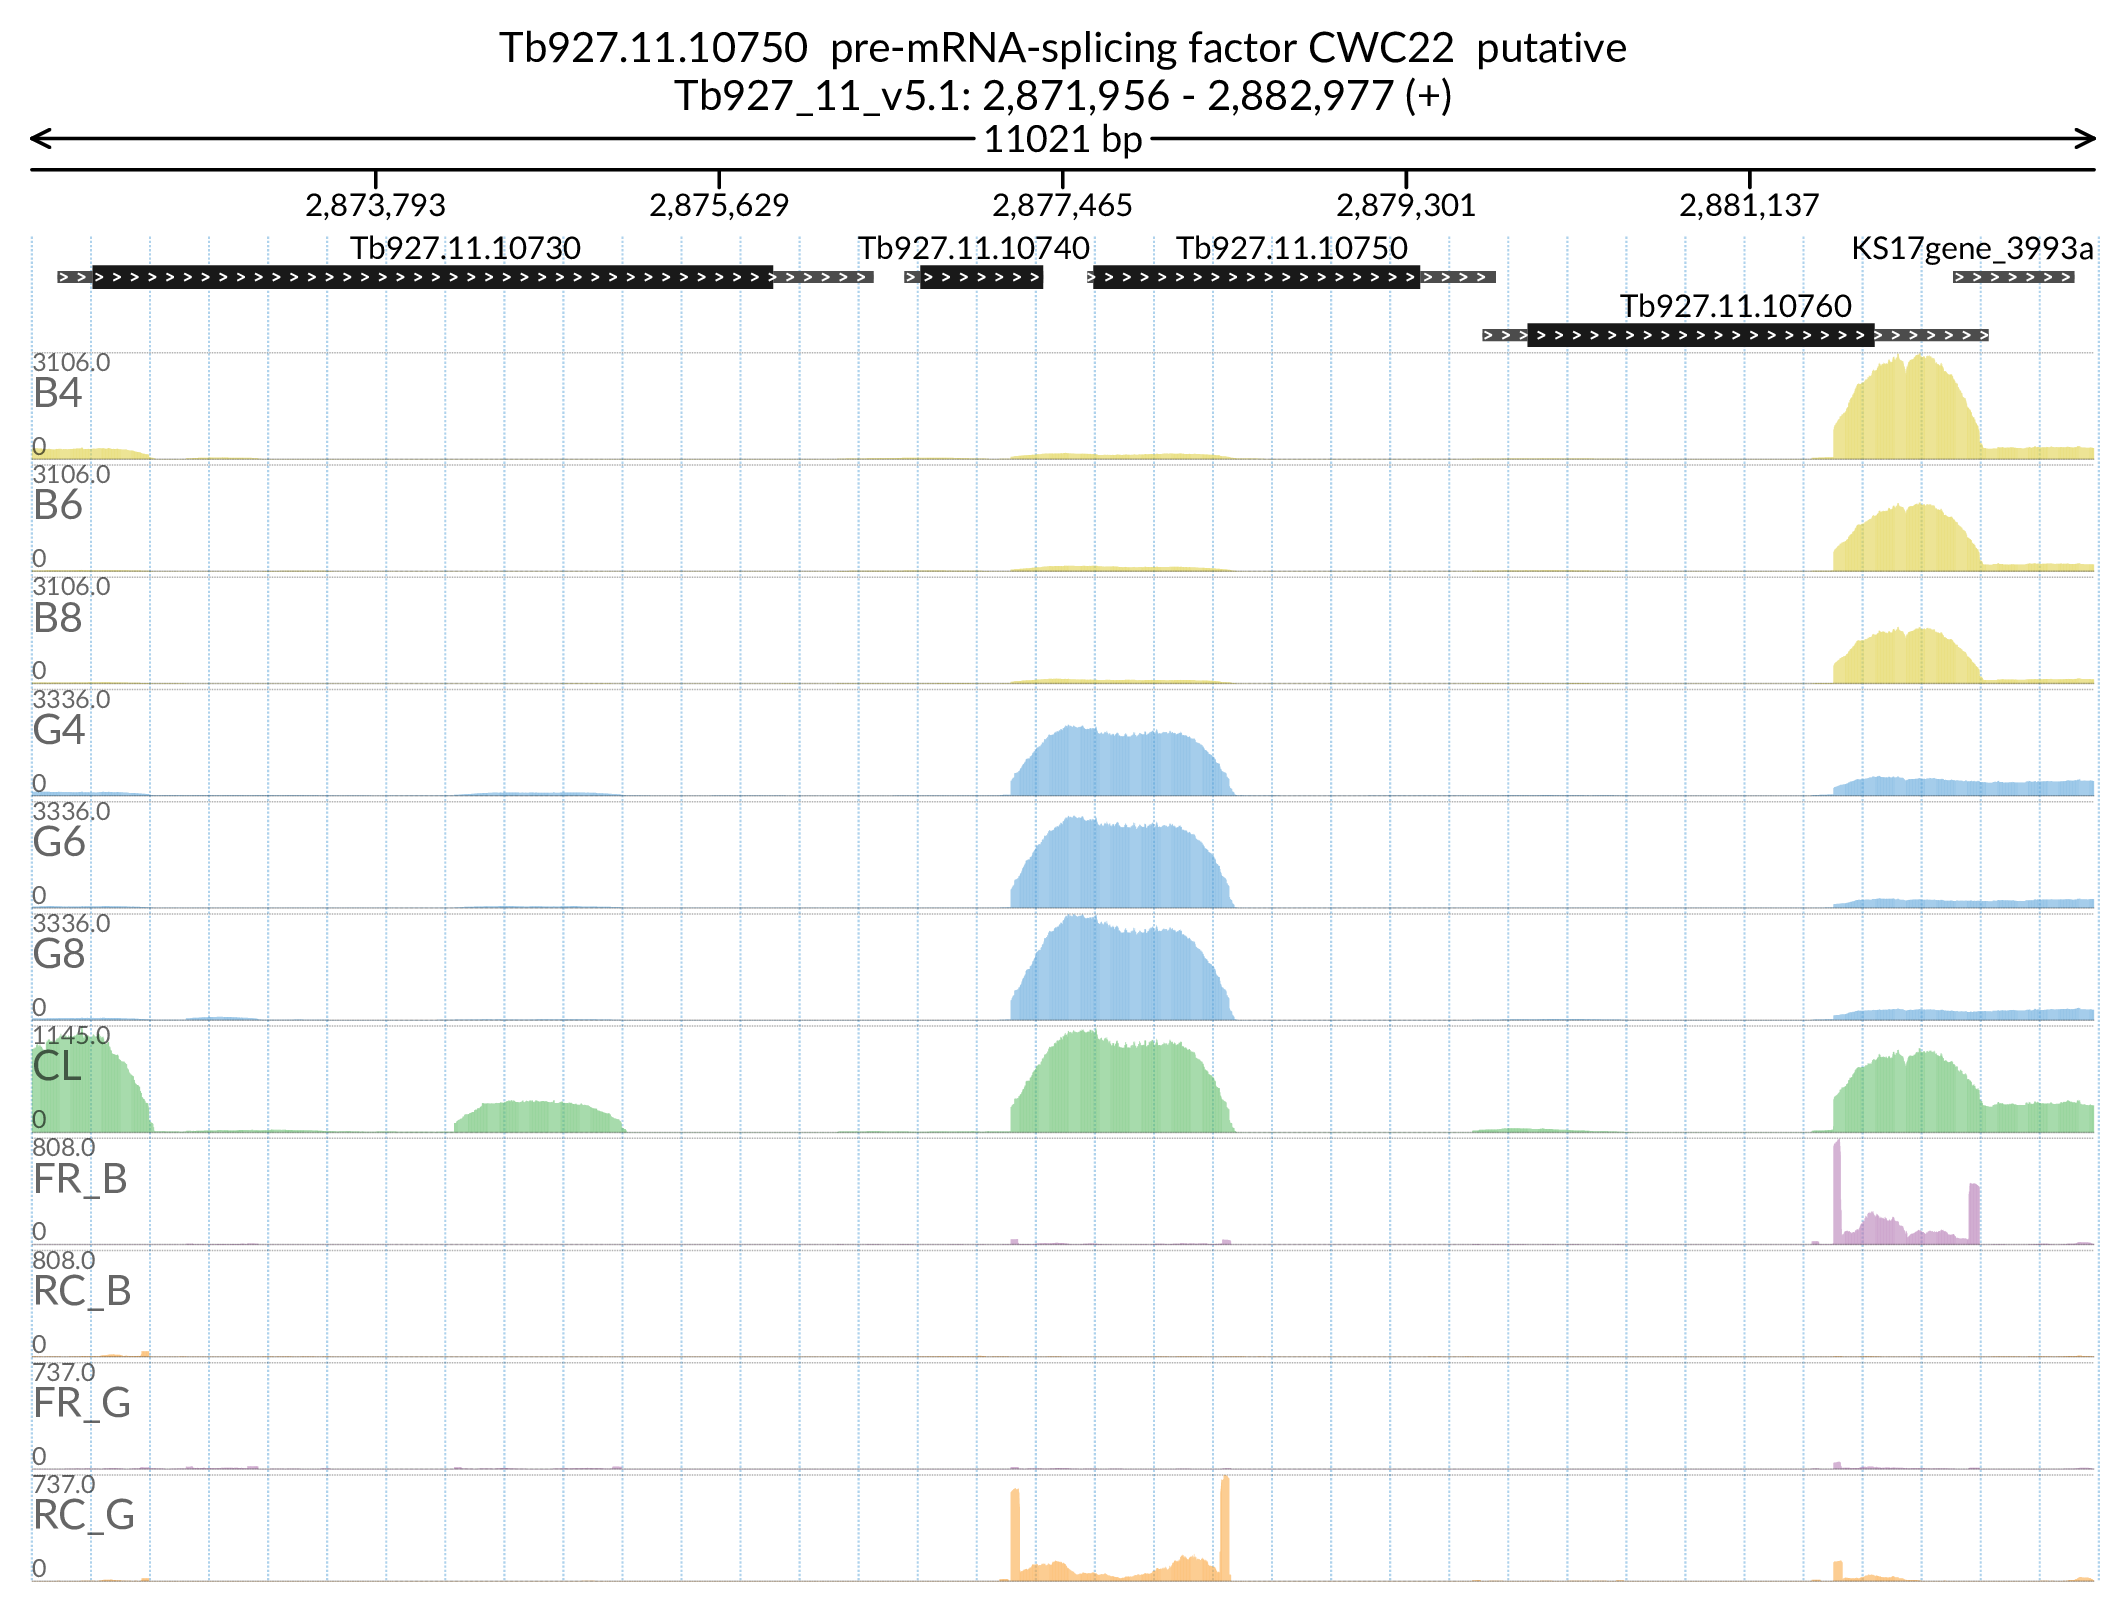 Tb927.11.10750 pre-mRNA-splicing factor CWC22 putative
Tb927_11_v5.1: 2,871,956 - 2,882,977 (+)
11021 bp
2,873,793 2,875,629 2,877,465 2,879,301 2,881,137
Tb927.11.10730 Tb927.11.10740 Tb927.11.10750 KS17gene_3993a
Tb927.11.10760
3106.0
B4
0
3106.0
B6
0
3106.0
B8
0
3336.0
G4
0
3336.0
G6
0
3336.0
G8
0
1145.0
CL
0
808.0
FR_B
0
808.0
RC_B
0
737.0
FR_G
0
737.0
RC_G
0